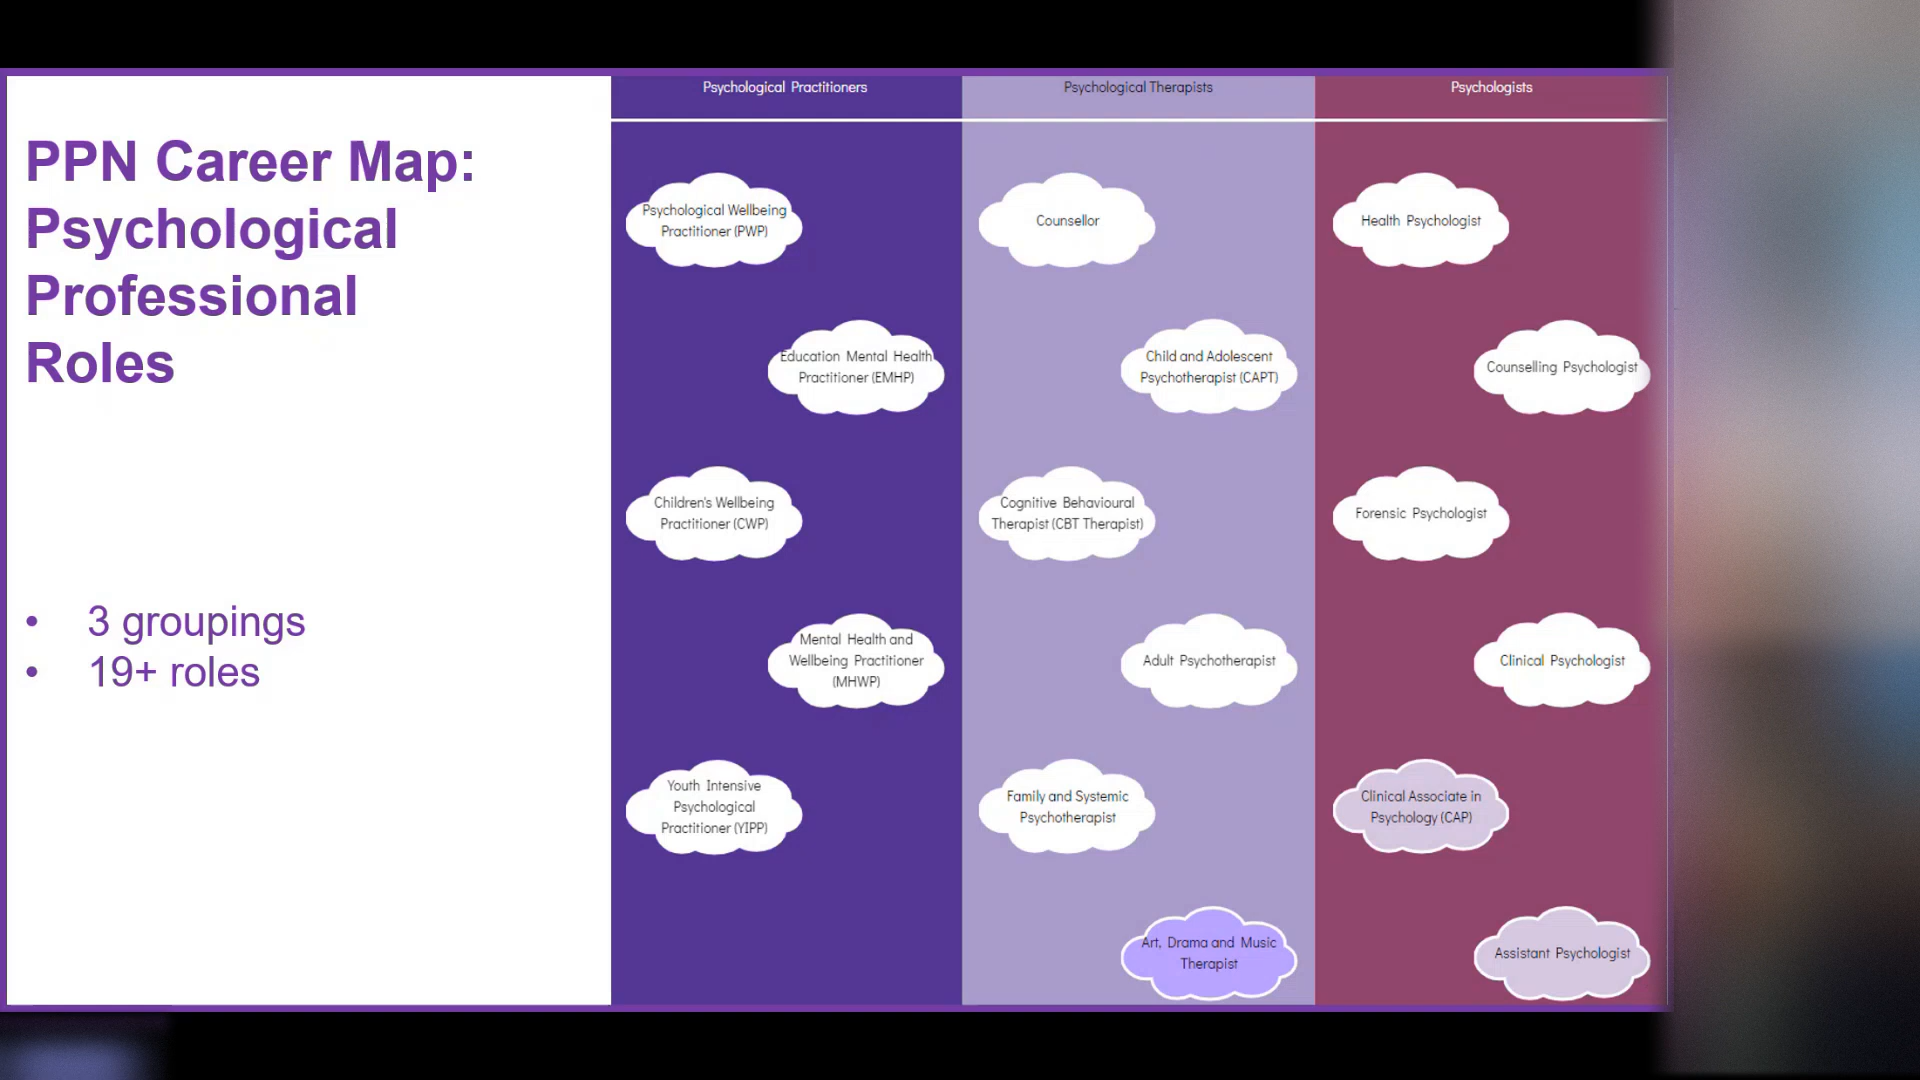 PPN Career Map:
Psychological
Professional
Roles
• 3 groupings
• 19+ roles
Psychological Practitioners
Psychological Wellbeing
Practitioner (PWP)
Education Mental Health
Practitioner (EMHP)
Children's Wellbeing
Practitioner (CWP)
Mental Health and
Wellbeing Practitioner
(MHWP)
Youth Intensive
Psychological
Practitioner (YIPP)
Psychological Therapists
Counsellor
Child and Adolescent
Psychotherapist (CAPT)
Cognitive Behavioural
Therapist (CBT Therapist)
Adult Psychotherapist
Family and Systemic
Psychotherapist
Art, Drama and Music
Therapist
Psychologists
Health Psychologist
Counselling Psychologist
Forensic Psychologist
Clinical Psychologist
Clinical Associate in
Psychology (CAP)
Assistant Psychologist